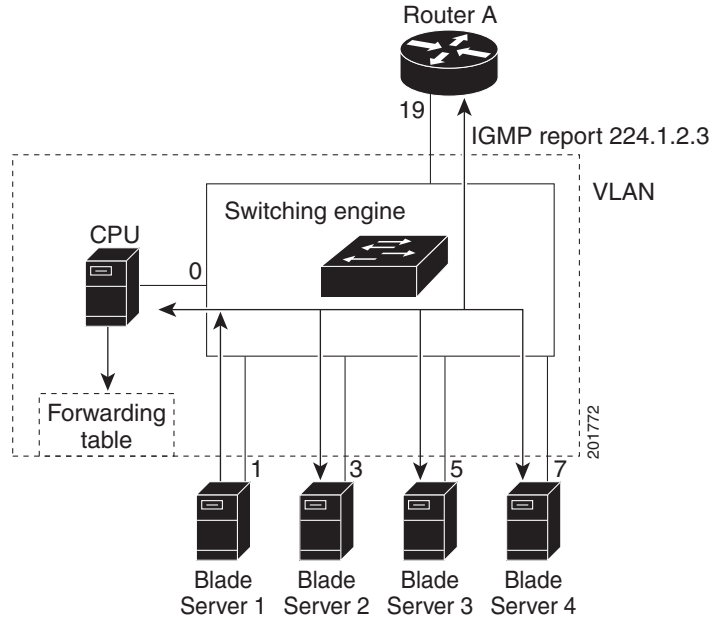 Router A
19
IGMP report 224.1.2.3
VLAN
Switching engine
CPU
0
Forwarding
table
201772
1
3
5
7
Blade
Server 1
Blade
Server 2
Blade
Server 3
Blade
Server 4